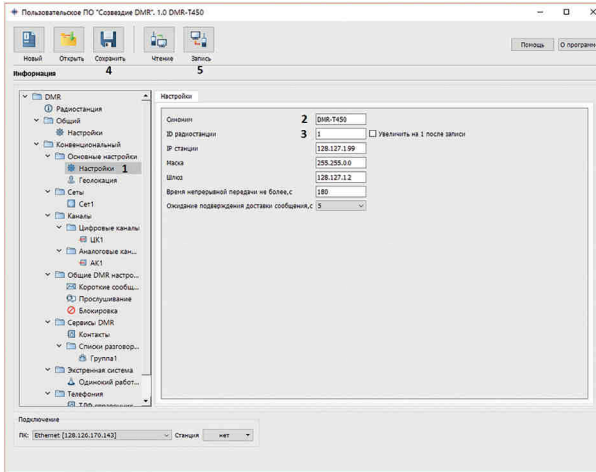 Пользовательское ПО "Созвездие DMR". 1.0 DMR-T450
Новый Открыть Сохранить Чтение Запись
4 5
Помощь О програм
Информация
DMR
Радиостанция
Общий
Настройки
Конвенциональный
Основные настройки
Настройки 1
Геолокация
Сеты
Сет1
Каналы
Цифровые каналы
ЦК1
Аналоговые кан...
АК1
Общие DMR настро...
Короткие сообщ...
Прослушивание
Блокировка
Сервисы DMR
Контакты
Списки разговор...
Группа1
Экстренная система
Одинокий работ...
Телефония
Настройки
Синоним 2 DMR-T450
ID радиостанции 3 1 Увеличить на 1 после записи
IP станции 128.127.1.99
Маска 255.255.0.0
Шлюз 128.127.1.2
Время непрерывной передачи не более,с 180
Ожидание подверждения доставки сообщения,с 5
Подключение
ПК: Ethernet [128.126.170.143] Станция нет